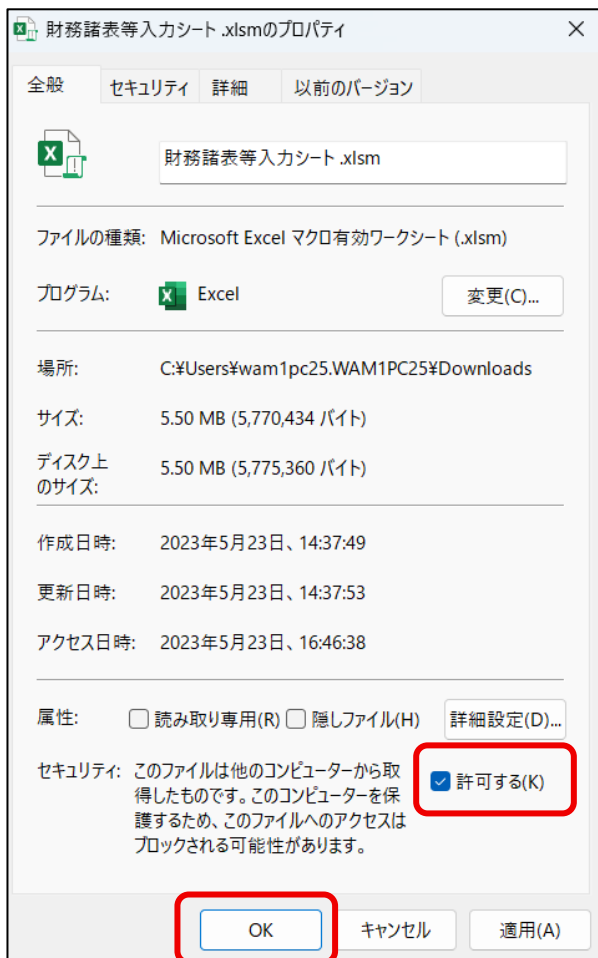 財務諸表等入力シート .xlsmのプロパティ
全般 セキュリティ 詳細 以前のバージョン
財務諸表等入力シート .xlsm
ファイルの種類: Microsoft Excel マクロ有効ワークシート (.xlsm)
プログラム: Excel 変更(C)...
場所: C:¥Users¥wam1pc25.WAM1PC25¥Downloads
サイズ: 5.50 MB (5,770,434 バイト)
ディスク上
のサイズ: 5.50 MB (5,775,360 バイト)
作成日時: 2023年5月23日、14:37:49
更新日時: 2023年5月23日、14:37:53
アクセス日時: 2023年5月23日、16:46:38
属性: 読み取り専用(R) 隠しファイル(H) 詳細設定(D)...
セキュリティ: このファイルは他のコンピューターから取
得したものです。このコンピューターを保
護するため、このファイルへのアクセスは
ブロックされる可能性があります。
許可する(K)
OK キャンセル 適用(A)